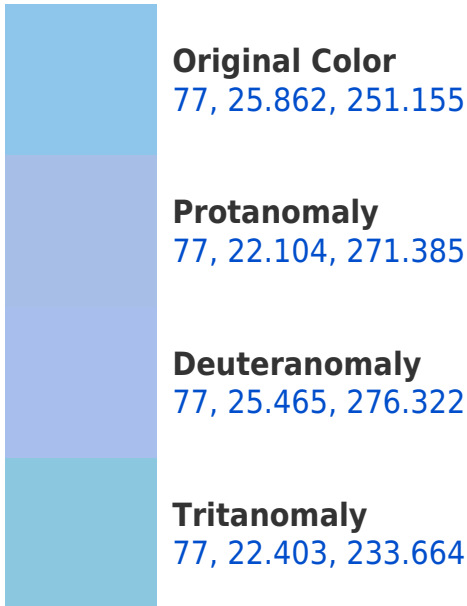 Original Color
77, 25.862, 251.155
Protanomaly
77, 22.104, 271.385
Deuteranomaly
77, 25.465, 276.322
Tritanomaly
77, 22.403, 233.664